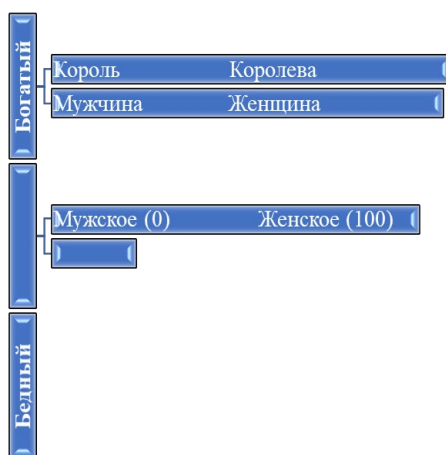 Богатый
Король Королева
Мужчина Женщина
Мужское (0) Женское (100)
Бедный